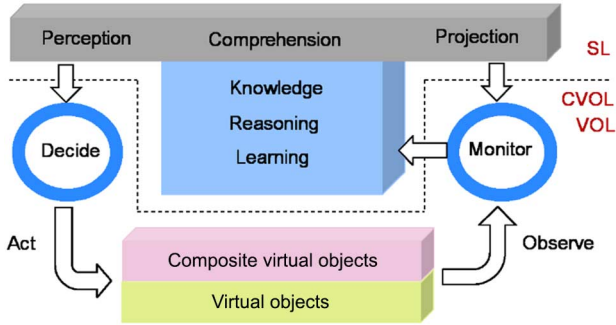 Perception Comprehension Projection
SL
Knowledge
CVOL
Reasoning
VOL
Decide
Learning
Monitor
Act
Composite virtual objects
Observe
Virtual objects